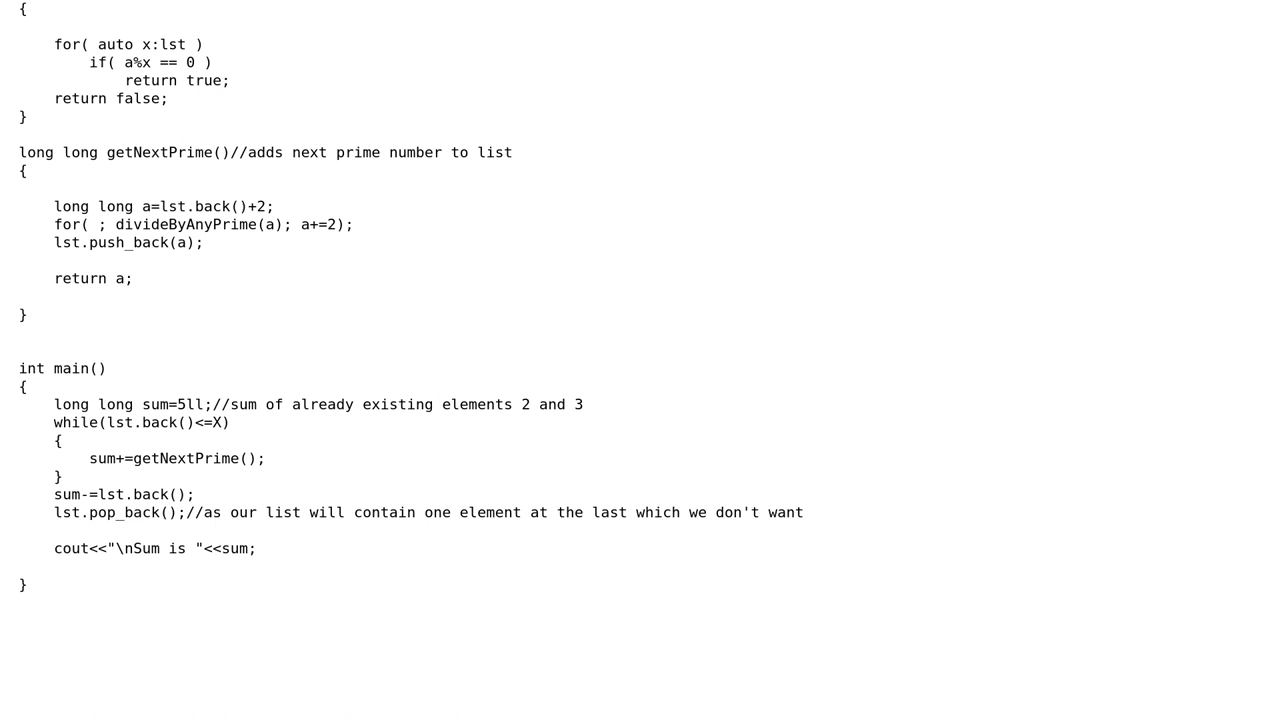 {
    for( auto x:lst )
        if( a%x == 0 )
            return true;
    return false;
}
long long getNextPrime()//adds next prime number to list
{
    long long a=lst.back()+2;
    for( ; divideByAnyPrime(a); a+=2);
    lst.push_back(a);
    return a;
}
int main()
{
    long long sum=5ll;//sum of already existing elements 2 and 3
    while(lst.back()<=X)
    {
        sum+=getNextPrime();
    }
    sum-=lst.back();
    lst.pop_back();//as our list will contain one element at the last which we don't want
    cout<<"\nSum is "<<sum;
}